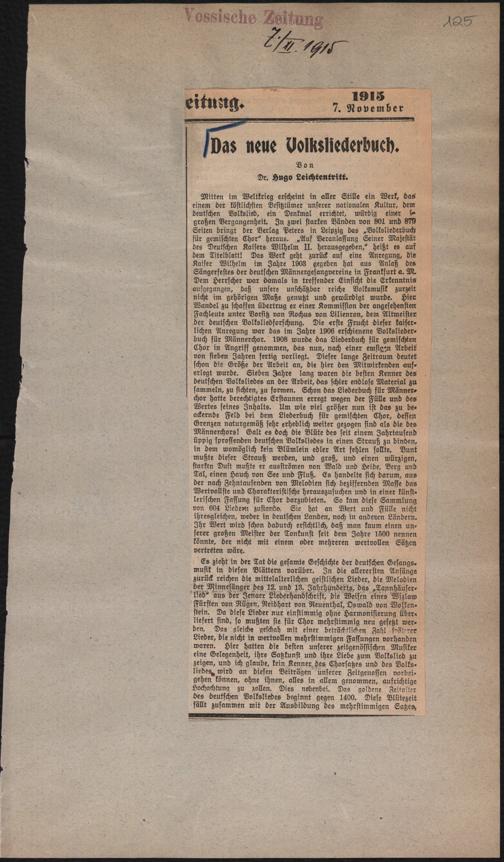 Vossische Zeitung
125
7./II. 1915
eitung.
1915
7. November
Das neue Volksliederbuch.
Von
Dr. Hugo Leichtentritt.
Mitten im Weltkrieg erscheint in aller Stille ein Werk, das
einem der köstlichsten Besitztümer unserer nationalen Kultur, dem
deutschen Volkslied, ein Denkmal errichtet, würdig einer
großen Vergangenheit. In zwei starken Bänden von 801 und 879
Seiten bringt der Verlag Peters in Leipzig das „Volksliederbuch
für gemischten Chor“ heraus. „Auf Veranlassung Seiner Majestät
des Deutschen Kaisers Wilhelm II. herausgegeben,“ heißt es auf
dem Titelblatt! Das Werk geht zurück auf eine Anregung, die
Kaiser Wilhelm im Jahre 1903 gegeben hat aus Anlaß des
Sängerfestes der deutschen Männergesangvereine in Frankfurt a. M.
Dem Herrscher war damals in treffender Einsicht die Erkenntnis
aufgegangen, daß unsere unschätzbar reiche Volksmusik zurzeit
nicht im gehörigen Maße genutzt und gewürdigt wurde. Hier
Wandel zu schaffen übertrug er einer Kommission der angesehensten
Fachleute unter Vorsitz von Rochus von Liliencron, dem Altmeister
der deutschen Volksliedforschung. Die erste Frucht dieser kaiser-
lichen Anregung war das im Jahre 1906 erschienene Volkslieder-
buch für Männerchor. 1908 wurde das Liederbuch für gemischten
Chor in Angriff genommen, das nun, nach einer emsigen Arbeit
von sieben Jahren fertig vorliegt. Dieser lange Zeitraum deutet
schon die Größe der Arbeit an, die hier den Mitwirkenden auf-
erlegt wurde. Sieben Jahre lang waren die besten Kenner des
deutschen Volksliedes an der Arbeit, das schier endlose Material zu
sammeln, zu sichten, zu formen. Schon das Liederbuch für Männer-
chor hatte berechtigtes Erstaunen erregt wegen der Fülle und des
Wertes seines Inhalts. Um wie viel größer nun ist das zu be-
ackernde Feld bei dem Liederbuch für gemischten Chor, dessen
Grenzen naturgemäß sehr erheblich weiter gezogen sind als die des
Männerchors! Galt es doch die Blüte des seit einem Jahrtausend
üppig sprossenden deutschen Volksliedes in einen Strauß zu binden,
in dem womöglich kein Blümlein edler Art fehlen sollte. Bunt
mußte dieser Strauß werden, und groß, und einen würzigen,
starken Duft mußte er ausströmen von Wald und Heide, Berg und
Tal, einen Hauch von See und Fluß. Es handelte sich darum, aus
der nach Zehntausenden von Melodien sich beziffernden Masse das
Wertvollste und Charakteristische herauszusuchen und in einer künst-
lerischen Fassung für Chor darzubieten. So kam diese Sammlung
von 604 Liedern zustande. Sie hat an Wert und Fülle nicht
ihresgleichen, weder in deutschen Landen, noch in anderen Ländern.
Ihr Wert wird schon dadurch ersichtlich, daß man kaum einen un-
serer großen Meister der Tonkunst seit dem Jahre 1500 nennen
könnte, der nicht mit einem oder mehreren wertvollen Sätzen
vertreten wäre.
Es zieht in der Tat die gesamte Geschichte der deutschen Gesangs-
musik in diesen Blättern vorüber. In die allerersten Anfänge
zurück reichen die mittelalterlichen geistlichen Lieder, die Melodien
der Minnesänger des 12. und 13. Jahrhunderts, das „Tannhäuser-
lied“ aus der Jenaer Liederhandschrift, die Weisen eines Wizlaw
Fürsten von Rügen, Neidhart von Reuenthal, Oswald von Wolken-
stein. Da diese Lieder nur einstimmig ohne Harmonisierung über-
liefert sind, so mußten sie für Chor mehrstimmig neu gesetzt wer-
den. Das gleiche geschah mit einer beträchtlichen Zahl späterer
Lieder, die nicht in wertvollen mehrstimmigen Fassungen vorhanden
waren. Hier hatten die besten unserer zeitgenössischen Musiker
eine Gelegenheit, ihre Satzkunst und ihre Liebe zum Volkslied zu
zeigen, und ich glaube, kein Kenner des Chorsatzes und des Volks-
liedes wird an diesen Beiträgen unserer Zeitgenossen vorbei-
gehen können, ohne ihnen, alles in allem genommen, aufrichtige
Hochachtung zu zollen. Dies nebenbei. Das goldene Zeitalter
des deutschen Volksliedes beginnt gegen 1400. Diese Blütezeit
fällt zusammen mit der Ausbildung des mehrstimmigen Satzes,